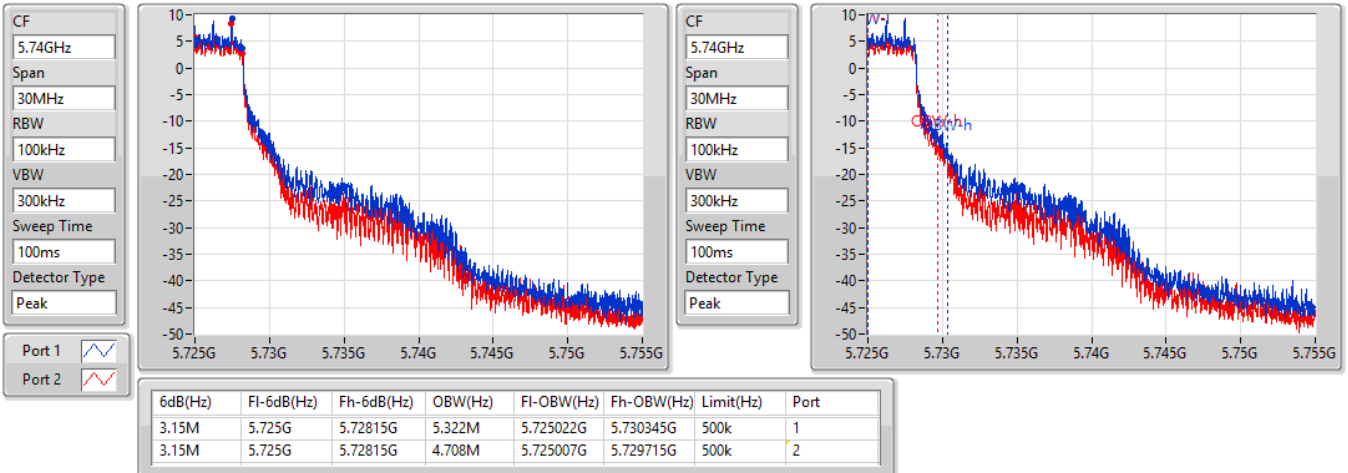 CF
5.74GHz
Span
30MHz
RBW
100kHz
VBW
300kHz
Sweep Time
100ms
Detector Type
Peak
Port 1
Port 2
10-
5-
0-
-5-
-10-
-15-
-20-
-25-
-30-
-35-
-40-
-45-
-50-
5.725G 5.73G 5.735G 5.74G 5.745G 5.75G 5.755G
CF
5.74GHz
Span
30MHz
RBW
100kHz
VBW
300kHz
Sweep Time
100ms
Detector Type
Peak
10-
5-
0-
-5-
-10-
-15-
-20-
-25-
-30-
-35-
-40-
-45-
-50-
5.725G 5.73G 5.735G 5.74G 5.745G 5.75G 5.755G
6dB(Hz) Fl-6dB(Hz) Fh-6dB(Hz) OBW(Hz) Fl-OBW(Hz) Fh-OBW(Hz) Limit(Hz) Port
3.15M 5.725G 5.72815G 5.322M 5.725022G 5.730345G 500k 1
3.15M 5.725G 5.72815G 4.708M 5.725007G 5.729715G 500k 2